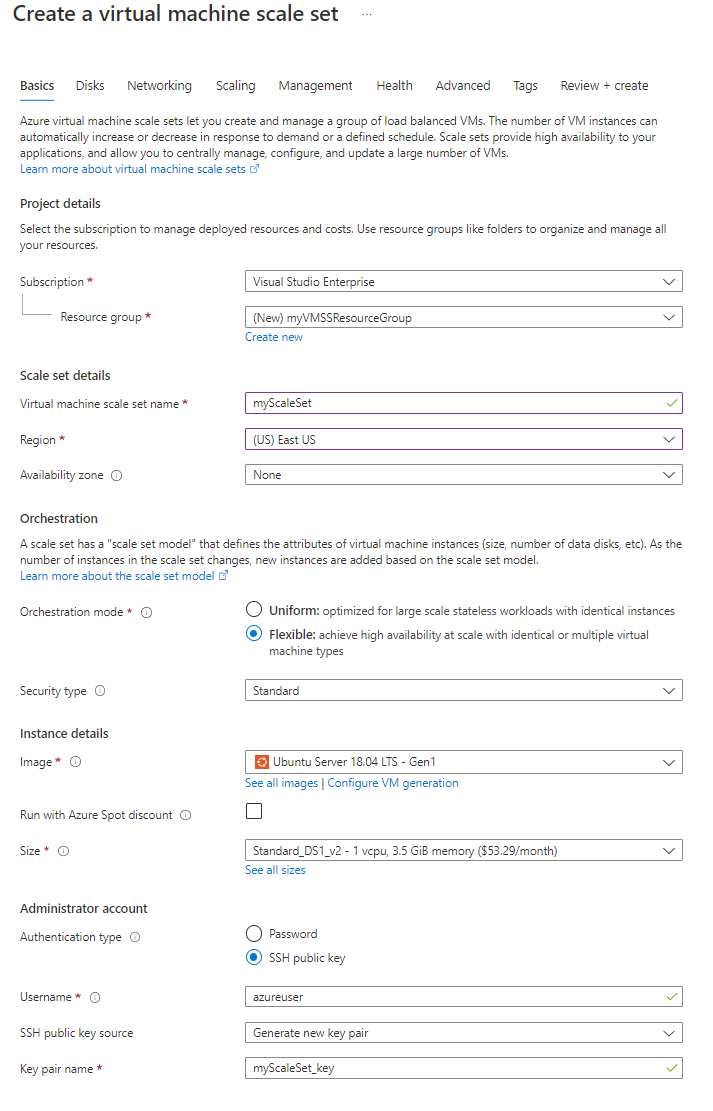 Create a virtual machine scale set ...
Basics Disks Networking Scaling Management Health Advanced Tags Review + create
Azure virtual machine scale sets let you create and manage a group of load balanced VMs. The number of VM instances can
automatically increase or decrease in response to demand or a defined schedule. Scale sets provide high availability to your
applications, and allow you to centrally manage, configure, and update a large number of VMs.
Learn more about virtual machine scale sets
Project details
Select the subscription to manage deployed resources and costs. Use resource groups like folders to organize and manage all
your resources.
Subscription * Visual Studio Enterprise
Resource group * (New) myVMSSResourceGroup
Create new
Scale set details
Virtual machine scale set name * myScaleSet
Region * (US) East US
Availability zone None
Orchestration
A scale set has a "scale set model" that defines the attributes of virtual machine instances (size, number of data disks, etc). As the
number of instances in the scale set changes, new instances are added based on the scale set model.
Learn more about the scale set model
Orchestration mode * Uniform: optimized for large scale stateless workloads with identical instances
Flexible: achieve high availability at scale with identical or multiple virtual
machine types
Security type Standard
Instance details
Image * Ubuntu Server 18.04 LTS - Gen1
See all images | Configure VM generation
Run with Azure Spot discount
Size * Standard_DS1_v2 - 1 vcpu, 3.5 GiB memory ($53.29/month)
See all sizes
Administrator account
Authentication type Password
SSH public key
Username * azureuser
SSH public key source Generate new key pair
Key pair name * myScaleSet_key